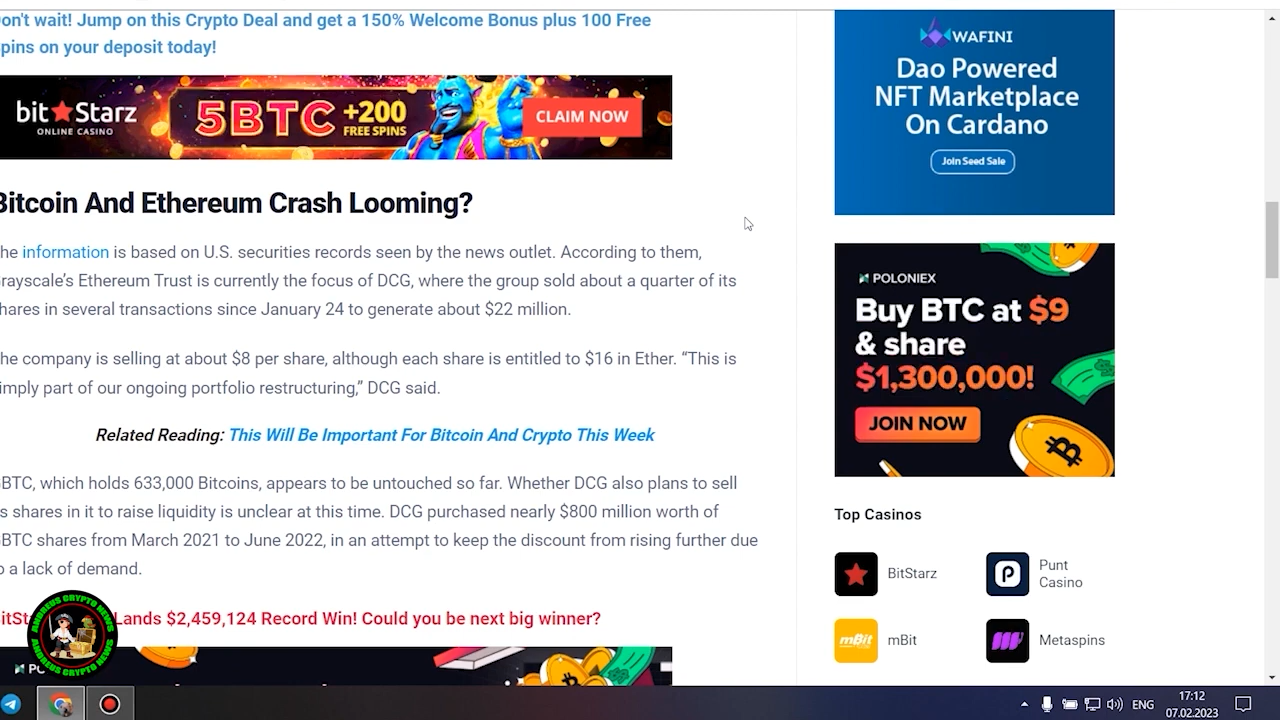 on't wait! Jump on this Crypto Deal and get a 150% Welcome Bonus plus 100 Free
pins on your deposit today!
bit Starz
ONLINE CASINO
5BTC +200
FREE SPINS
CLAIM NOW
Bitcoin And Ethereum Crash Looming?
he information is based on U.S. securities records seen by the news outlet. According to them,
rayscale's Ethereum Trust is currently the focus of DCG, where the group sold about a quarter of its
hares in several transactions since January 24 to generate about $22 million.
he company is selling at about $8 per share, although each share is entitled to $16 in Ether. “This is
imply part of our ongoing portfolio restructuring,” DCG said.
Related Reading: This Will Be Important For Bitcoin And Crypto This Week
BTC, which holds 633,000 Bitcoins, appears to be untouched so far. Whether DCG also plans to sell
s shares in it to raise liquidity is unclear at this time. DCG purchased nearly $800 million worth of
BTC shares from March 2021 to June 2022, in an attempt to keep the discount from rising further due
o a lack of demand.
itSt Lands $2,459,124 Record Win! Could you be next big winner?
ANDREUS CRYPTO NEWS
ANDREUS CRYPTO NEWS
WAFINI
Dao Powered
NFT Marketplace
On Cardano
Join Seed Sale
POLONIEX
Buy BTC at $9
& share
$1,300,000!
JOIN NOW
Top Casinos
BitStarz
Punt
Casino
mBit
mBit
Metaspins
ENG
17:12
07.02.2023